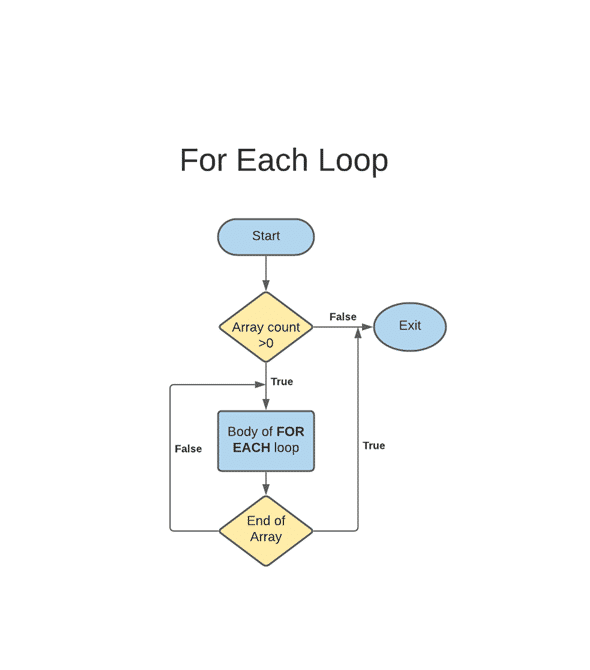 For Each Loop
Start
Array count
>0
False
Exit
True
Body of FOR
EACH loop
False
True
End of
Array